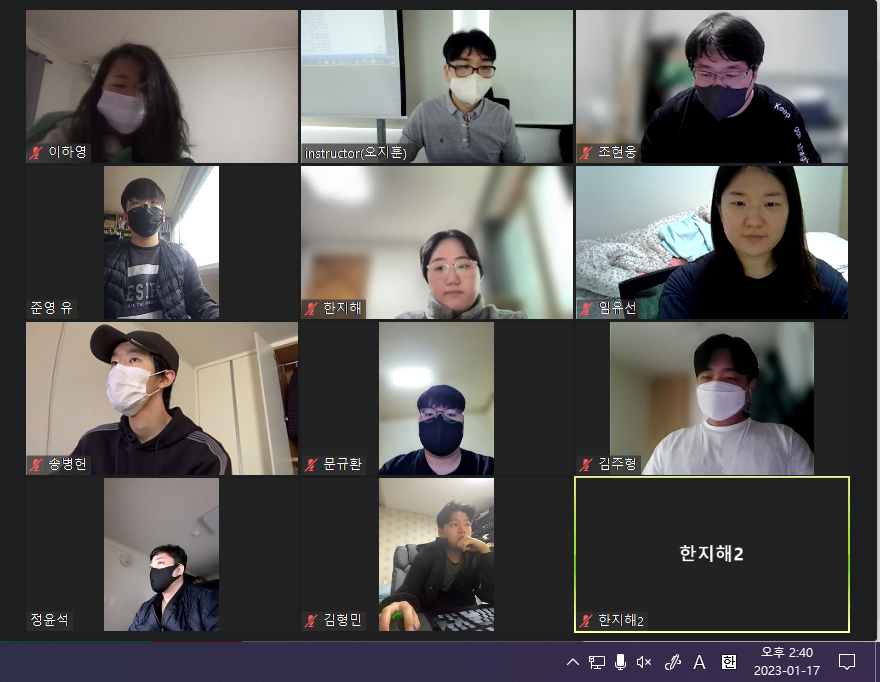 이하영
instructor(오지훈)
조현웅
Keep
준영 유
ESI
한지해
임유선
송병헌
문규환
김주형
정윤석
김형민
한지해2
한지해2
A
한
오후 2:40
2023-01-17